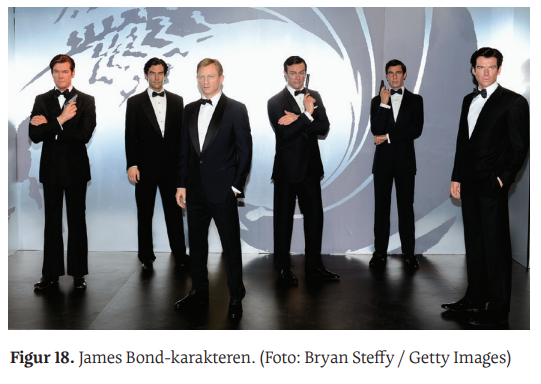 Figur 18. James Bond-karakteren. (Foto: Bryan Steffy / Getty Images)